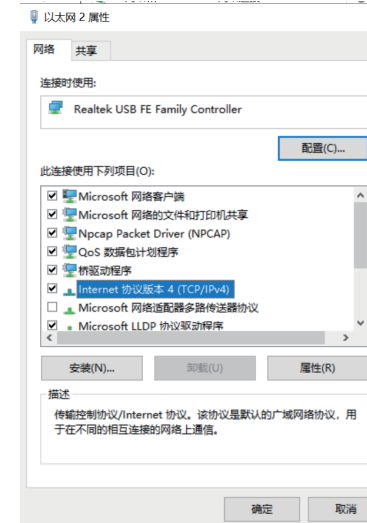 以太网 2 属性
网络
共享
连接时使用:
Realtek USB FE Family Controller
配置(C)...
此连接使用下列项目(O):
Microsoft 网络客户端
Microsoft 网络的文件和打印机共享
Npcap Packet Driver (NPCAP)
QoS 数据包计划程序
桥驱动程序
Internet 协议版本 4 (TCP/IPv4)
Microsoft 网络适配器多路传送器协议
Microsoft LLDP 协议驱动程序
安装(N)...
卸载(U)
属性(R)
描述
传输控制协议/Internet 协议。该协议是默认的广域网络协议，用
于在不同的相互连接的网络上通信。
确定
取消